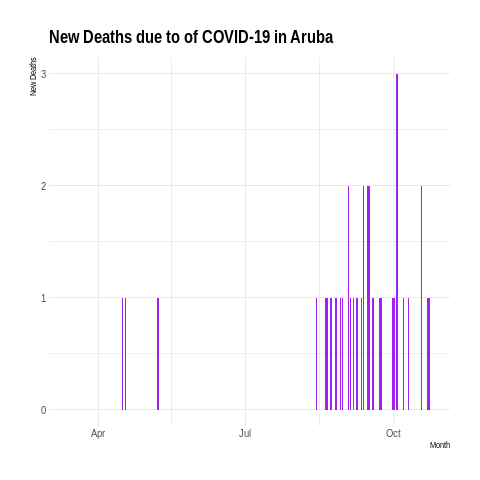 New Deaths due to of COVID-19 in Aruba
New Deaths
3
2
1
0
Apr
Jul
Oct
Month